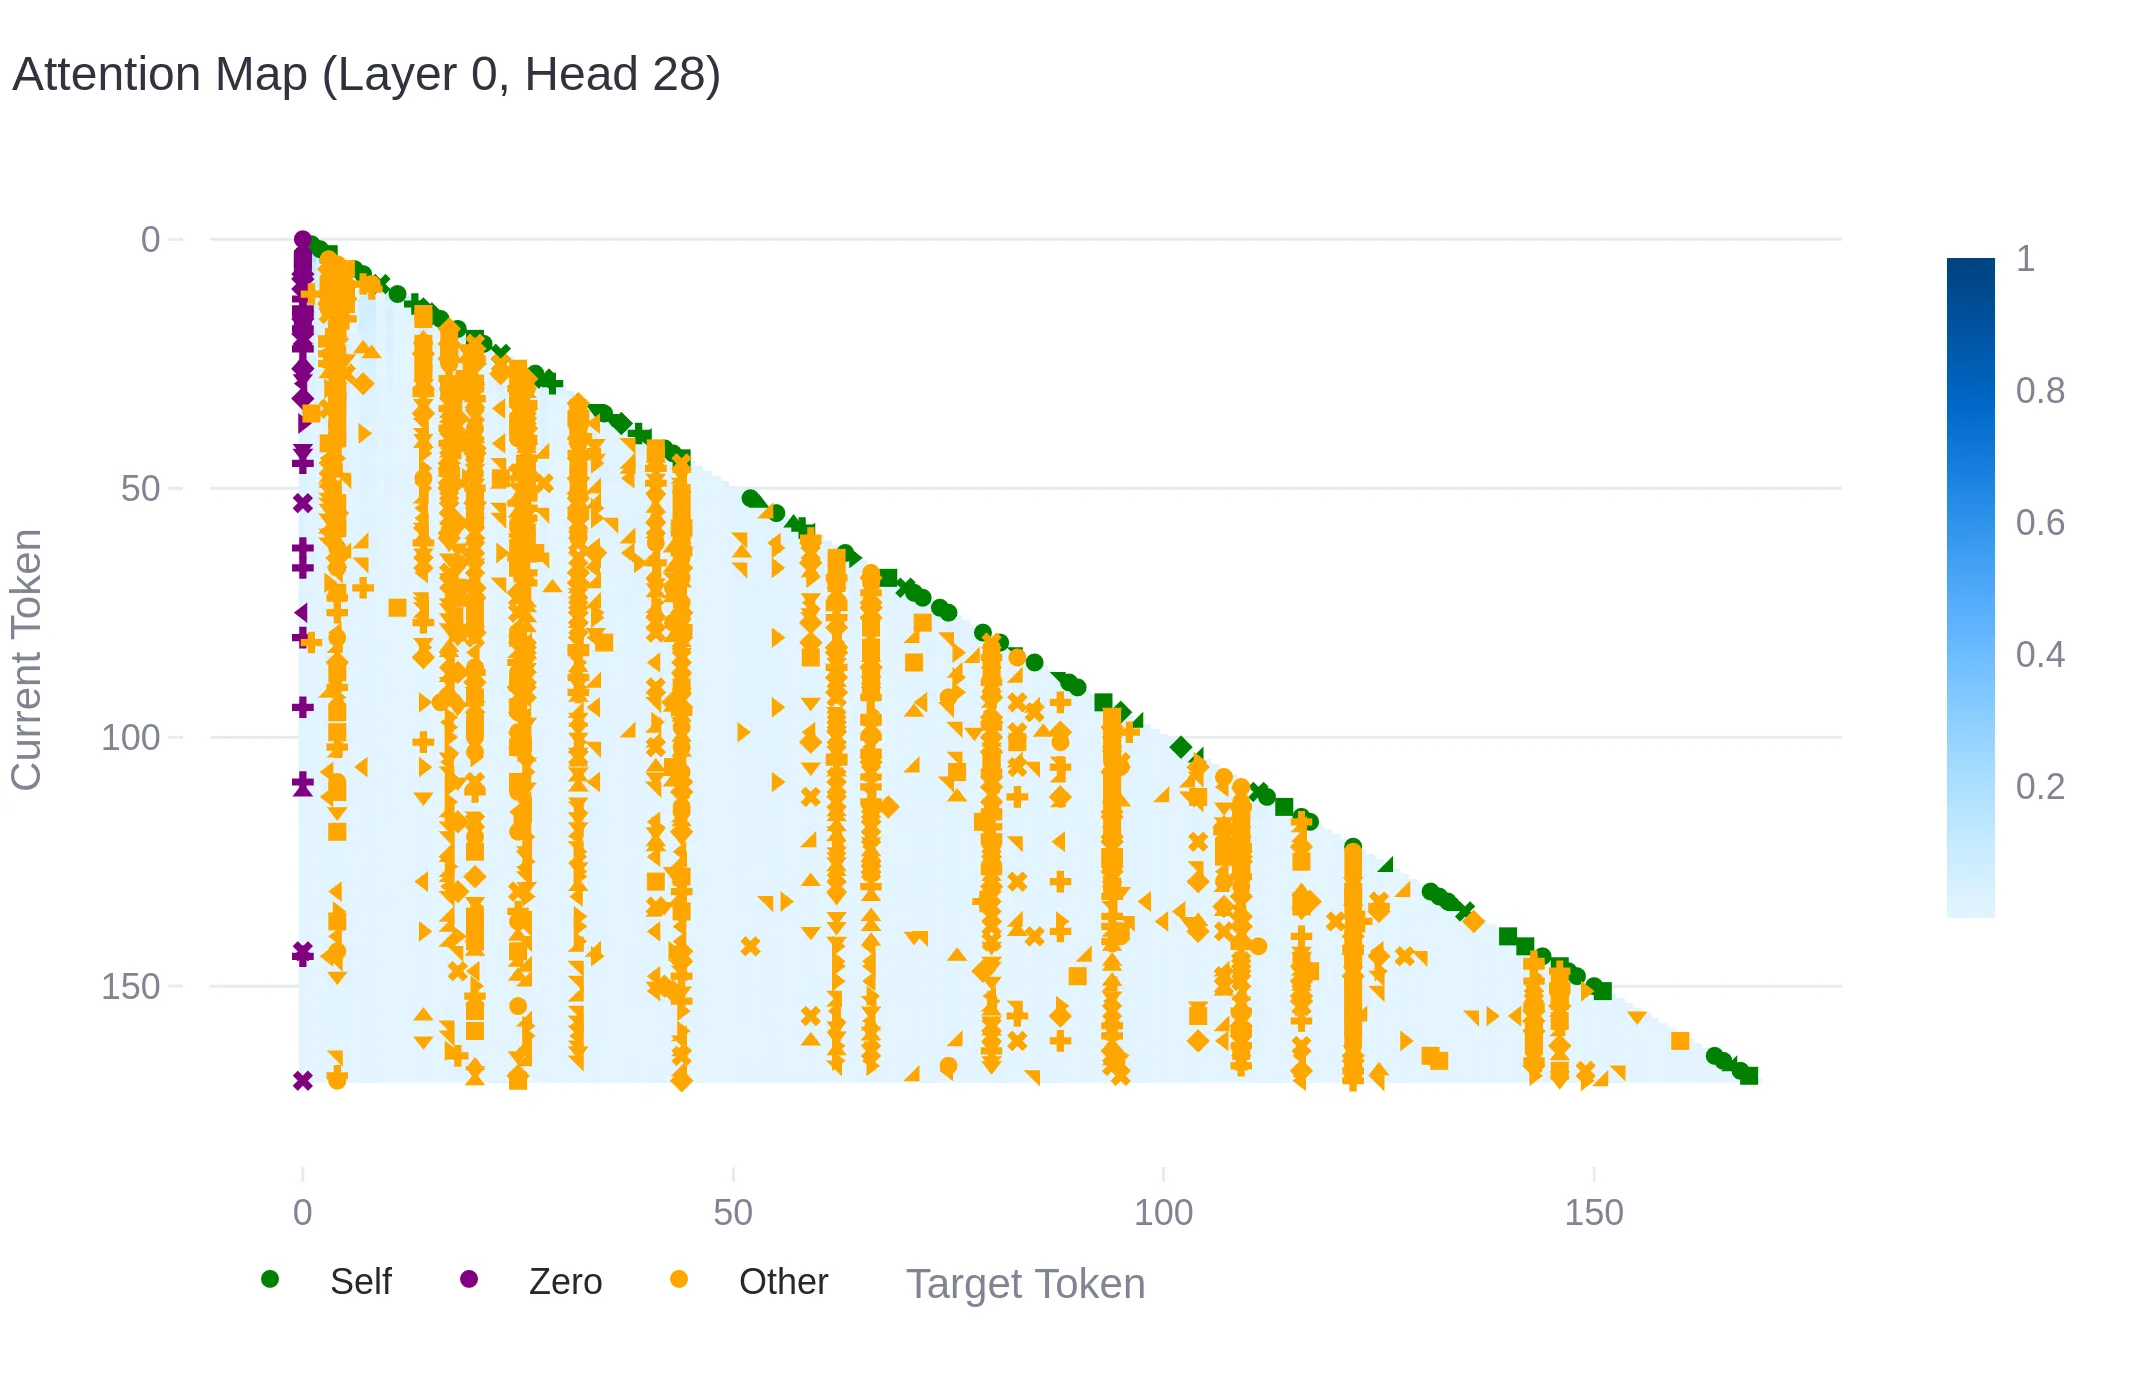 Attention Map (Layer 0, Head 28)
0
50
100
150
Current Token
1
0.8
0.6
0.4
0.2
0 50 100 150
Self Zero Other Target Token